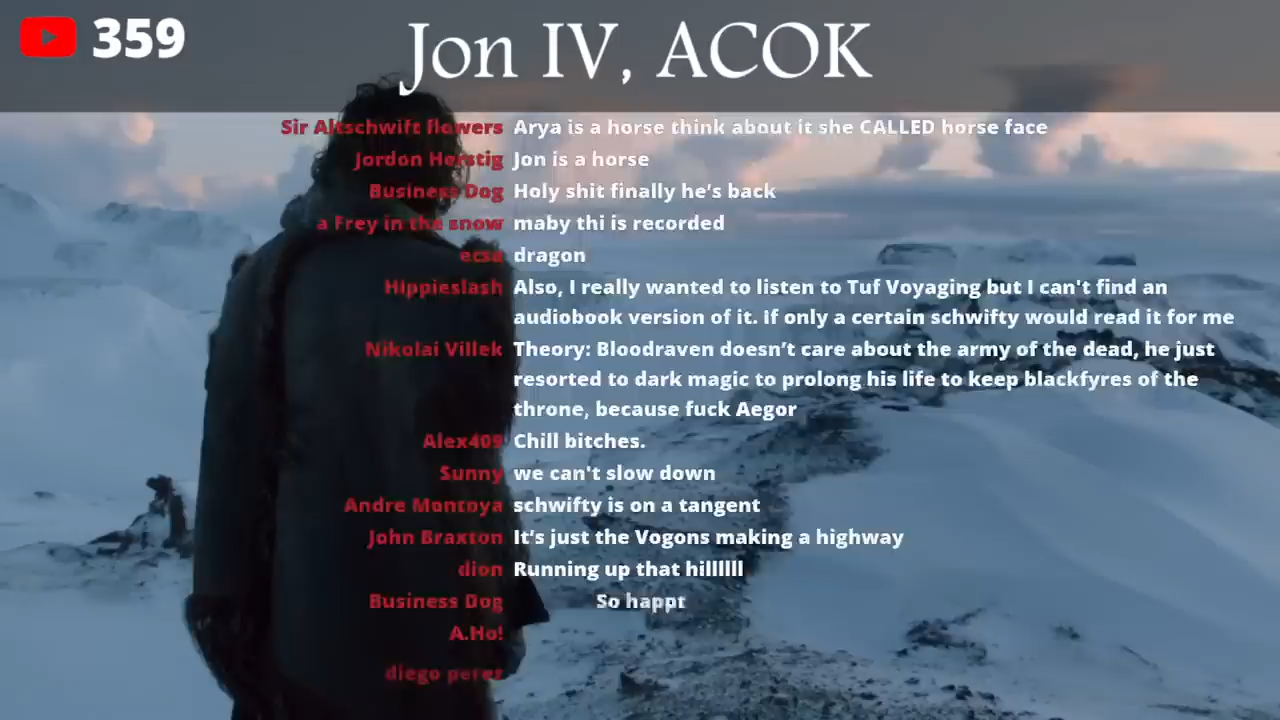 359
Jon IV, ACOK
Sir Altschwift flowers Arya is a horse think about it she CALLED horse face
Jordon Herstig Jon is a horse
Business Dog Holy shit finally he's back
a Frey in the snow maby thi is recorded
ecsa dragon
Hippieslash Also, I really wanted to listen to Tuf Voyaging but I can't find an
audiobook version of it. If only a certain schwifty would read it for me
Nikolai Villek Theory: Bloodraven doesn't care about the army of the dead, he just
resorted to dark magic to prolong his life to keep blackfyres of the
throne, because fuck Aegor
Alex409 Chill bitches.
Sunny we can't slow down
Andre Montoya schwifty is on a tangent
John Braxton It's just the Vogons making a highway
dion Running up that hillllll
Business Dog So happt
A.Ho!
diego perez